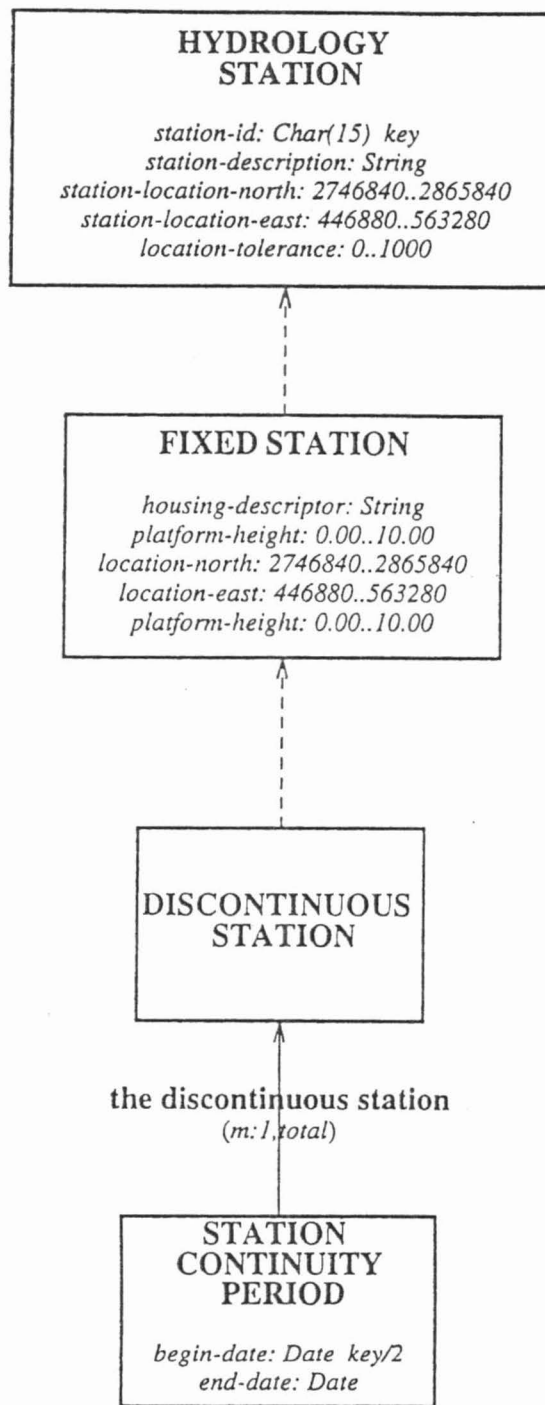 HYDROLOGY
STATION
station-id: Char(15) key
station-description: String
station-location-north: 2746840..2865840
station-location-east: 446880..563280
location-tolerance: 0..1000
FIXED STATION
housing-descriptor: String
platform-height: 0.00..10.00
location-north: 2746840..2865840
location-east: 446880..563280
platform-height: 0.00..10.00
DISCONTINUOUS
STATION
the discontinuous station
(m:1,total)
STATION
CONTINUITY
PERIOD
begin-date: Date key/2
end-date: Date